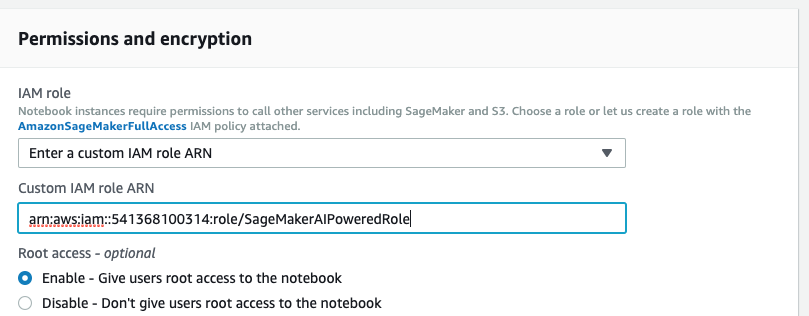 Permissions and encryption
IAM role
Notebook instances require permissions to call other services including SageMaker and S3. Choose a role or let us create a role with the
AmazonSageMakerFullAccess IAM policy attached.
Enter a custom IAM role ARN
Custom IAM role ARN
arn:aws:iam::541368100314:role/SageMakerAIPoweredRole
Root access - optional
Enable - Give users root access to the notebook
Disable - Don't give users root access to the notebook